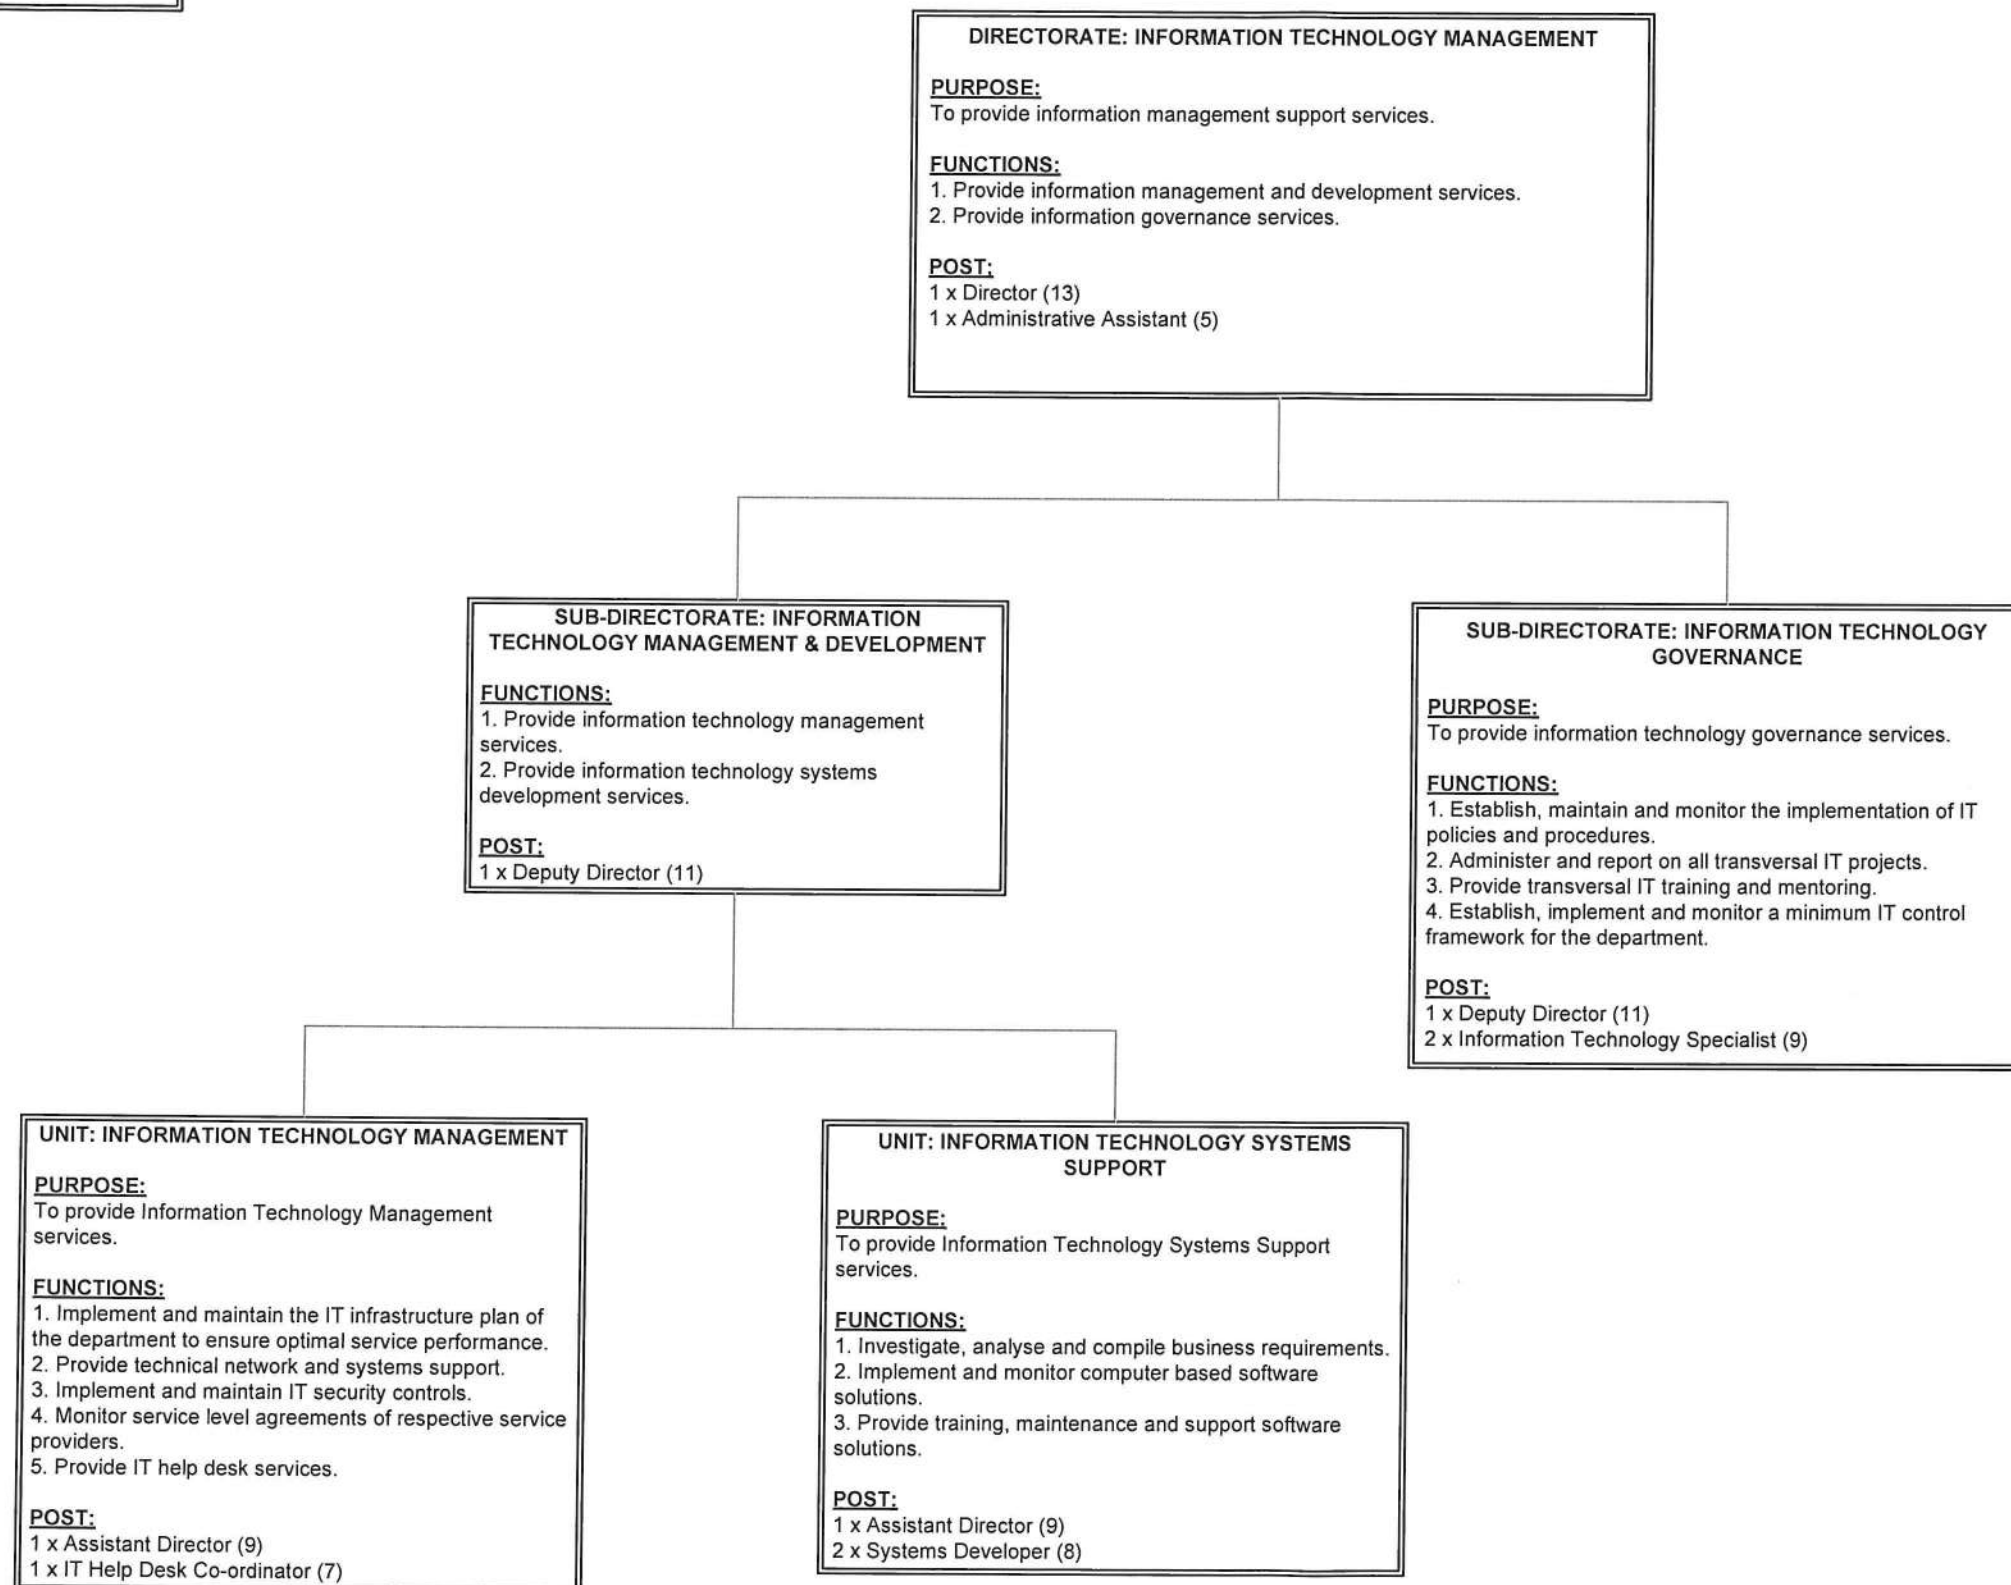 DIRECTORATE: INFORMATION TECHNOLOGY MANAGEMENT
PURPOSE:
To provide information management support services.
FUNCTIONS:
1. Provide information management and development services.
2. Provide information governance services.
POST:
1 x Director (13)
1 x Administrative Assistant (5)
SUB-DIRECTORATE: INFORMATION
TECHNOLOGY MANAGEMENT & DEVELOPMENT
FUNCTIONS:
1. Provide information technology management
services.
2. Provide information technology systems
development services.
POST:
1 x Deputy Director (11)
SUB-DIRECTORATE: INFORMATION TECHNOLOGY
GOVERNANCE
PURPOSE:
To provide information technology governance services.
FUNCTIONS:
1. Establish, maintain and monitor the implementation of IT
policies and procedures.
2. Administer and report on all transversal IT projects.
3. Provide transversal IT training and mentoring.
4. Establish, implement and monitor a minimum IT control
framework for the department.
POST:
1 x Deputy Director (11)
2 x Information Technology Specialist (9)
UNIT: INFORMATION TECHNOLOGY MANAGEMENT
PURPOSE:
To provide Information Technology Management
services.
FUNCTIONS:
1. Implement and maintain the IT infrastructure plan of
the department to ensure optimal service performance.
2. Provide technical network and systems support.
3. Implement and maintain IT security controls.
4. Monitor service level agreements of respective service
providers.
5. Provide IT help desk services.
POST:
1 x Assistant Director (9)
1 x IT Help Desk Co-ordinator (7)
UNIT: INFORMATION TECHNOLOGY SYSTEMS
SUPPORT
PURPOSE:
To provide Information Technology Systems Support
services.
FUNCTIONS:
1. Investigate, analyse and compile business requirements.
2. Implement and monitor computer based software
solutions.
3. Provide training, maintenance and support software
solutions.
POST:
1 x Assistant Director (9)
2 x Systems Developer (8)